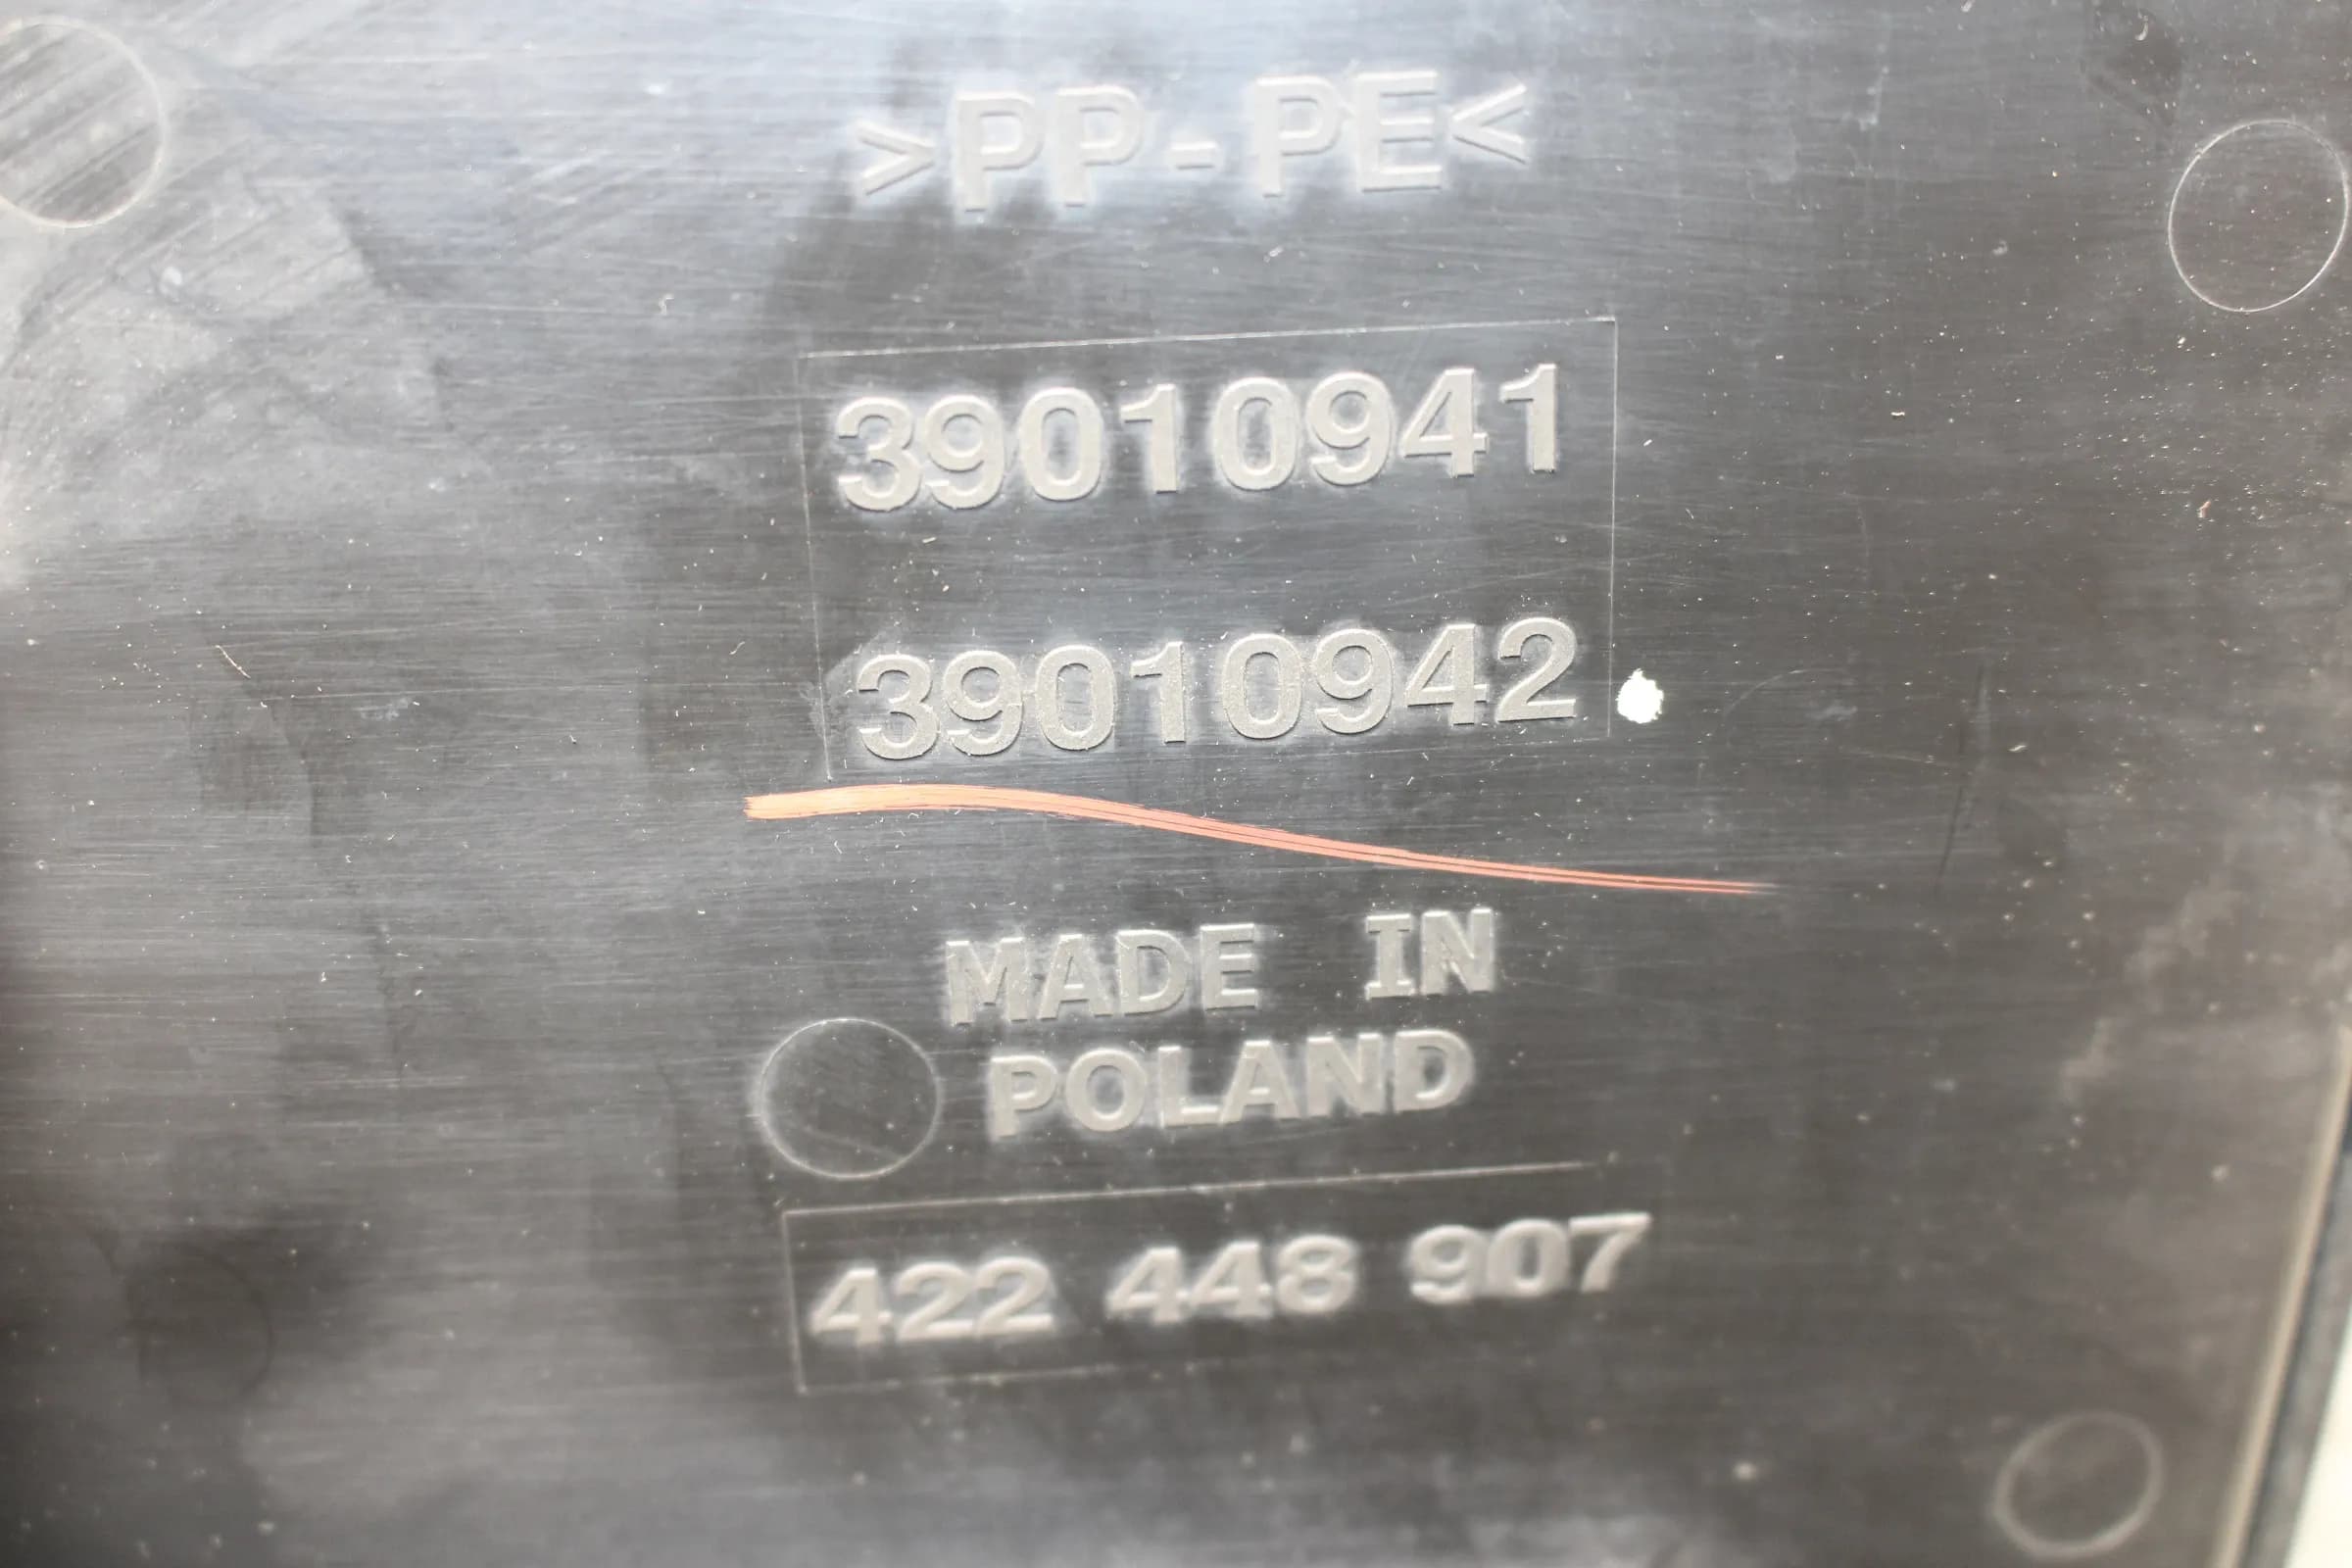 >PP-PE<
39010941
39010942
MADE IN
POLAND
422 448 907